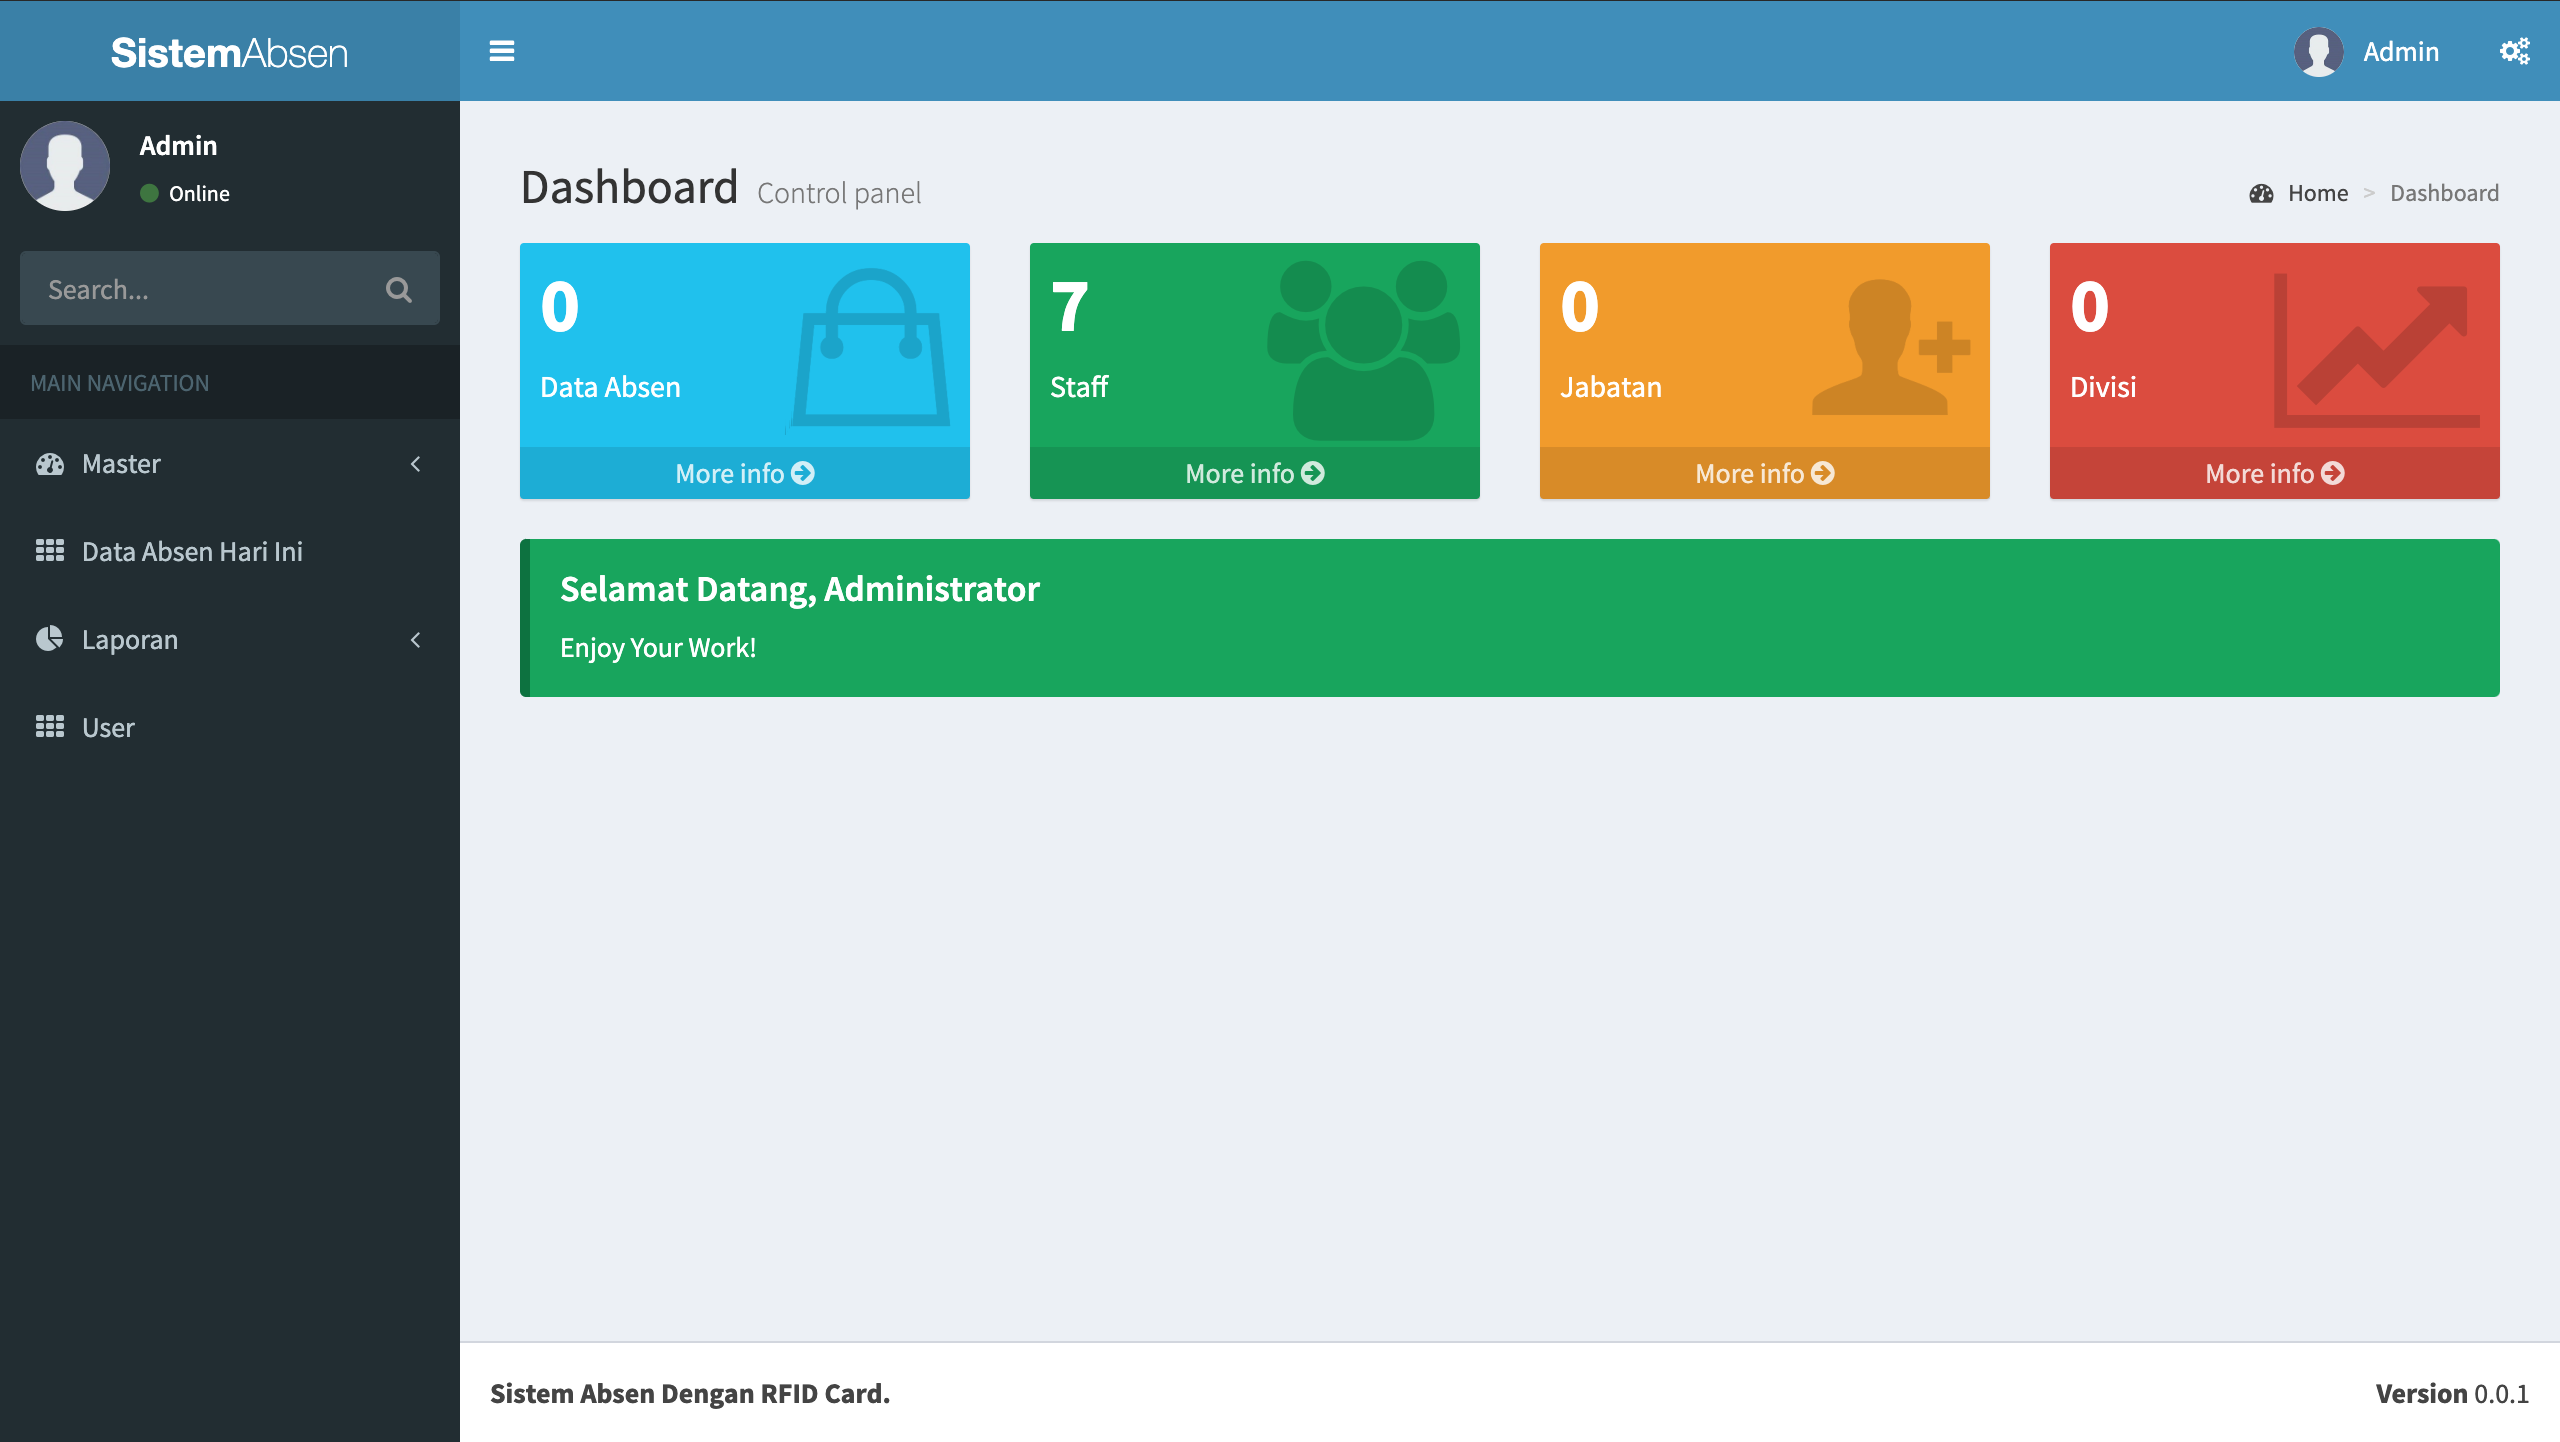 SistemAbsen
Admin
Admin
Online
Search...
MAIN NAVIGATION
Master
Data Absen Hari Ini
Laporan
User
Dashboard Control panel
Home > Dashboard
0
Data Absen
More info
7
Staff
More info
0
Jabatan
More info
0
Divisi
More info
Selamat Datang, Administrator
Enjoy Your Work!
Sistem Absen Dengan RFID Card.
Version 0.0.1